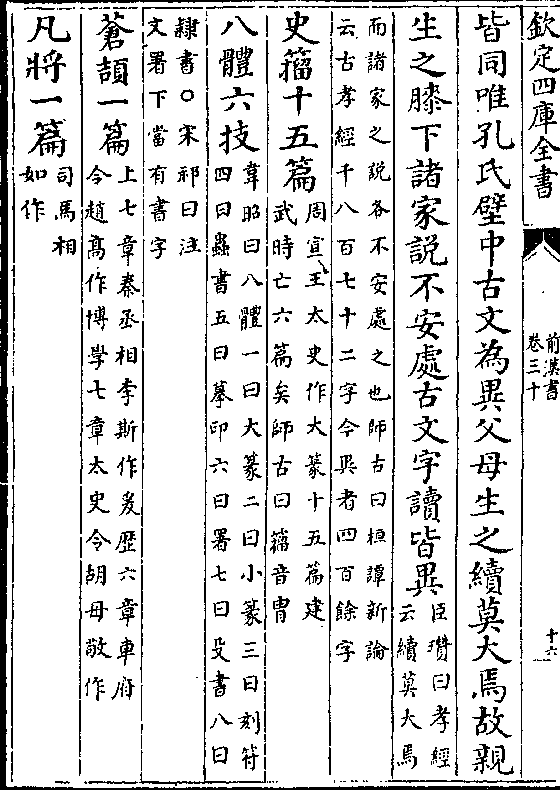 欽定四庫全書
前漢書
卷三十
十六
皆同唯孔氏壁中古文為異父母生之續莫大焉故親
生之膝下諸家說不安處古文字讀皆異
臣瓚曰孝經
云續莫大焉
而諸家之說各不安處之也師古曰桓譚新論
云古孝經千八百七十二字今異者四百餘字
史籀十五篇
周宣王太史作大篆十五篇建
武時亡六篇矣師古曰籀音胄
八體六技
韋昭曰八體一曰大篆二曰小篆三曰刻符
四曰蟲書五曰摹印六曰署七曰殳書八曰
隸書○宋祁曰注
文署下當有書字
蒼頡一篇
上七章秦丞相李斯作爰歷六章車府
令趙高作博學七章太史令胡母敬作
凡將一篇
司馬相
如作